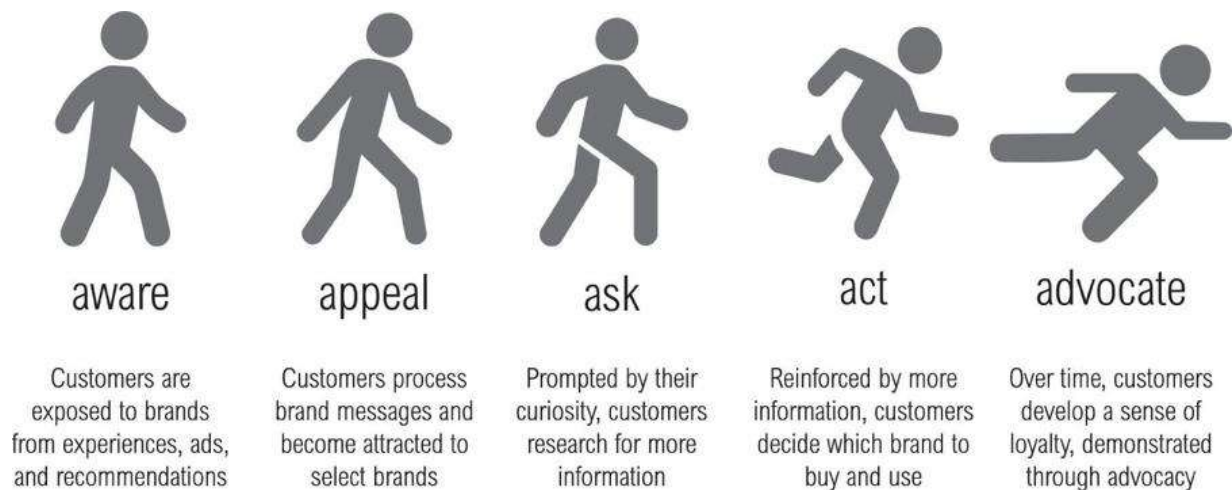 aware
Customers are
exposed to brands
from experiences, ads,
and recommendations
appeal
Customers process
brand messages and
become attracted to
select brands
ask
Prompted by their
curiosity, customers
research for more
information
act
Reinforced by more
information, customers
decide which brand to
buy and use
advocate
Over time, customers
develop a sense of
loyalty, demonstrated
through advocacy